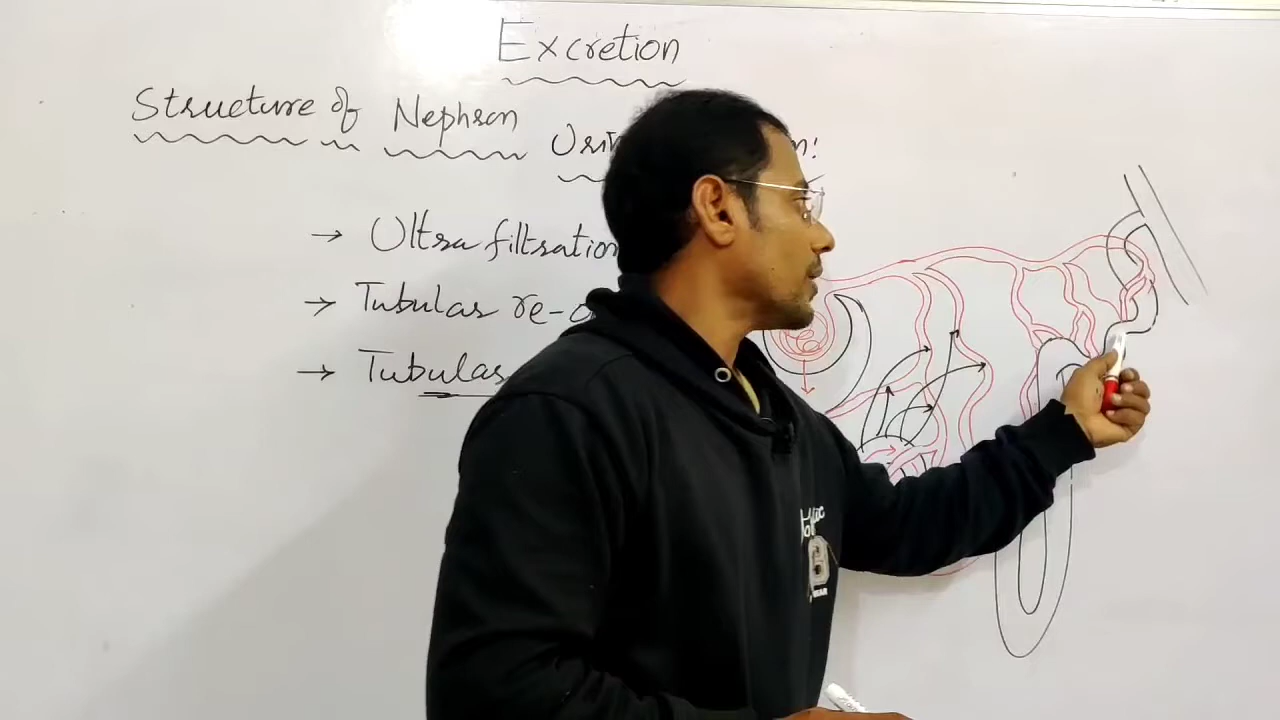 Excretion
Structure of Nephron
→ Ultra filtration
→ Tubular re-
→ Tubular